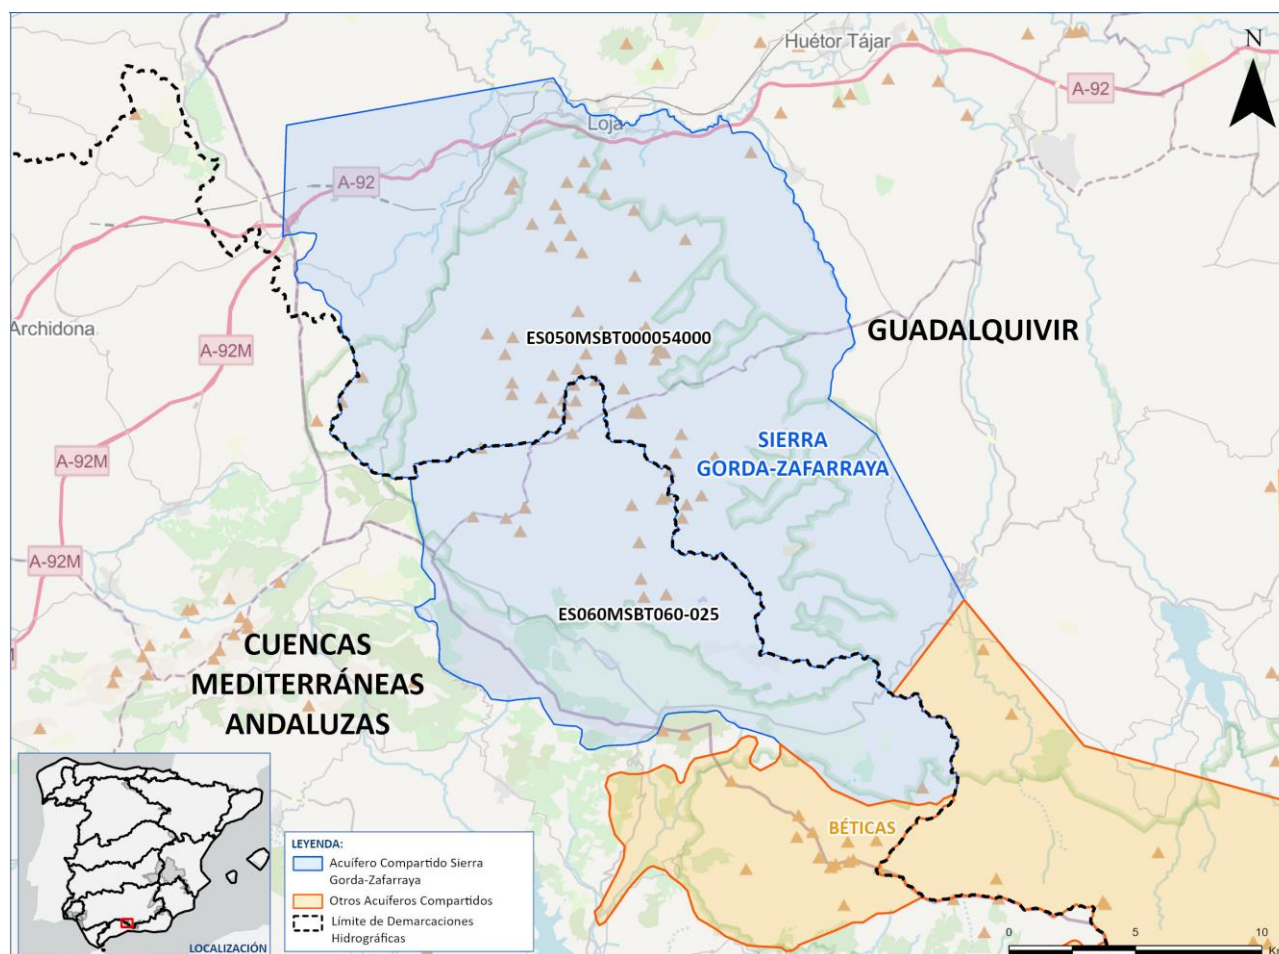 Huétor Tájar
N
A-92
Loja
A-92
Archidona
A-92M
ES050MSBT000054000
GUADALQUIVIR
SIERRA
GORDA-ZAFARRAYA
A-92M
A-92M
ES060MSBT060-025
CUENCAS
MEDITERRÁNEAS
ANDALUZAS
BÉTICAS
LEYENDA:
Acuífero Compartido Sierra
Gorda-Zafarraya
Otros Acuíferos Compartidos
Límite de Demarcaciones
Hidrográficas
LOCALIZACIÓN
0 5 10